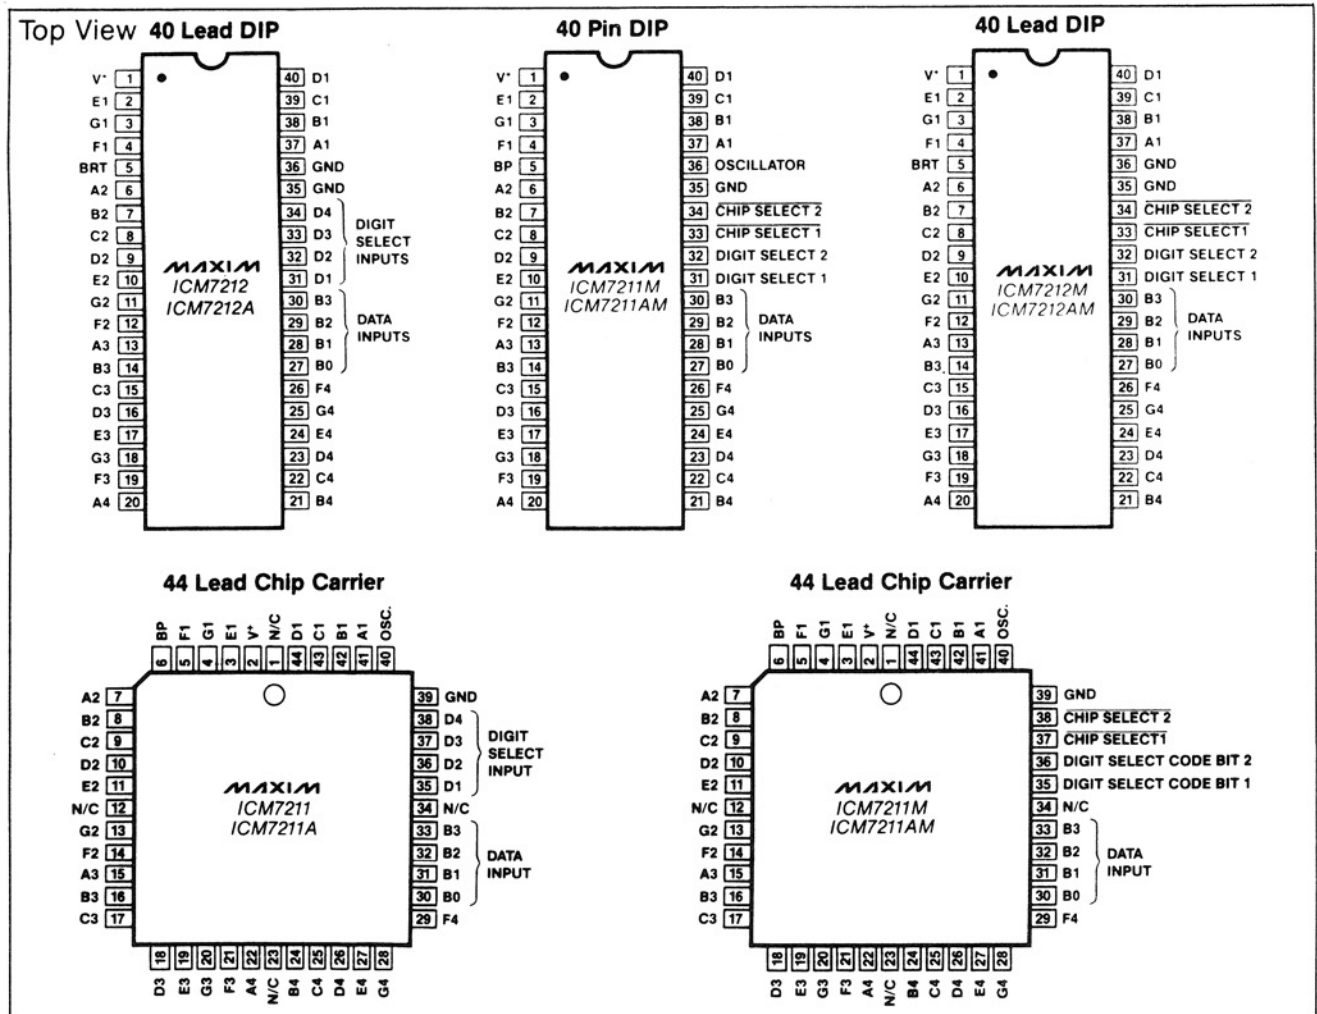 Top View
40 Lead DIP
V+ 1
E1 2
G1 3
F1 4
BRT 5
A2 6
B2 7
C2 8
D2 9
E2 10
G2 11
F2 12
A3 13
B3 14
C3 15
D3 16
E3 17
G3 18
F3 19
A4 20
MAXIM
ICM7212
ICM7212A
40 D1
39 C1
38 B1
37 A1
36 GND
35 GND
34 D4
33 D3
32 D2
31 D1
DIGIT
SELECT
INPUTS
30 B3
29 B2
28 B1
27 B0
DATA
INPUTS
26 F4
25 G4
24 E4
23 D4
22 C4
21 B4
40 Pin DIP
V+ 1
E1 2
G1 3
F1 4
BP 5
A2 6
B2 7
C2 8
D2 9
E2 10
G2 11
F2 12
A3 13
B3 14
C3 15
D3 16
E3 17
G3 18
F3 19
A4 20
MAXIM
ICM7211M
ICM7211AM
40 D1
39 C1
38 B1
37 A1
36 OSCILLATOR
35 GND
34 CHIP SELECT 2
33 CHIP SELECT 1
32 DIGIT SELECT 2
31 DIGIT SELECT 1
30 B3
29 B2
28 B1
27 B0
DATA
INPUTS
26 F4
25 G4
24 E4
23 D4
22 C4
21 B4
40 Lead DIP
V+ 1
E1 2
G1 3
F1 4
BRT 5
A2 6
B2 7
C2 8
D2 9
E2 10
G2 11
F2 12
A3 13
B3 14
C3 15
D3 16
E3 17
G3 18
F3 19
A4 20
MAXIM
ICM7212M
ICM7212AM
40 D1
39 C1
38 B1
37 A1
36 GND
35 GND
34 CHIP SELECT 2
33 CHIP SELECT1
32 DIGIT SELECT 2
31 DIGIT SELECT 1
30 B3
29 B2
28 B1
27 B0
DATA
INPUTS
26 F4
25 G4
24 E4
23 D4
22 C4
21 B4
44 Lead Chip Carrier
BP F1 G1 E1 V+ N/C D1 C1 B1 A1 OSC.
6 5 4 3 2 1 44 43 42 41 40
A2 7
B2 8
C2 9
D2 10
E2 11
N/C 12
G2 13
F2 14
A3 15
B3 16
C3 17
MAXIM
ICM7211
ICM7211A
39 GND
38 D4
37 D3
36 D2
35 D1
DIGIT
SELECT
INPUT
34 N/C
33 B3
32 B2
31 B1
30 B0
DATA
INPUT
29 F4
18 19 20 21 22 23 24 25 26 27 28
D3 E3 G3 F3 A4 N/C B4 C4 D4 E4 G4
44 Lead Chip Carrier
BP F1 G1 E1 V+ N/C D1 C1 B1 A1 OSC.
6 5 4 3 2 1 44 43 42 41 40
A2 7
B2 8
C2 9
D2 10
E2 11
N/C 12
G2 13
F2 14
A3 15
B3 16
C3 17
MAXIM
ICM7211M
ICM7211AM
39 GND
38 CHIP SELECT 2
37 CHIP SELECT1
36 DIGIT SELECT CODE BIT 2
35 DIGIT SELECT CODE BIT 1
34 N/C
33 B3
32 B2
31 B1
30 B0
DATA
INPUT
29 F4
18 19 20 21 22 23 24 25 26 27 28
D3 E3 G3 F3 A4 N/C B4 C4 D4 E4 G4